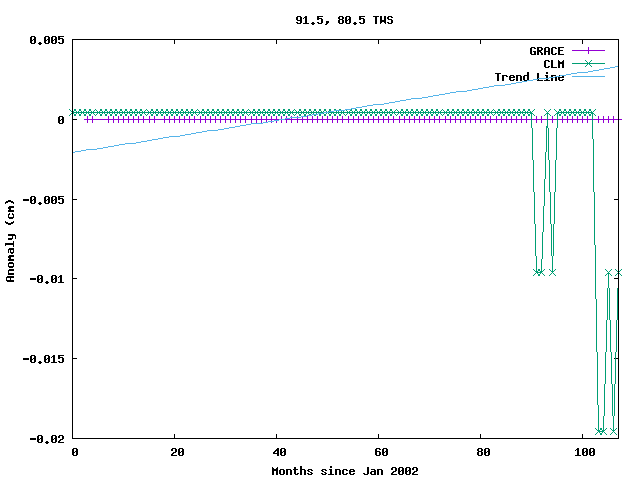 91.5, 80.5 TWS
0.005
GRACE
CLM
Trend Line
0
-0.005
Anomaly (cm)
-0.01
-0.015
-0.02
0 20 40 60 80 100
Months since Jan 2002